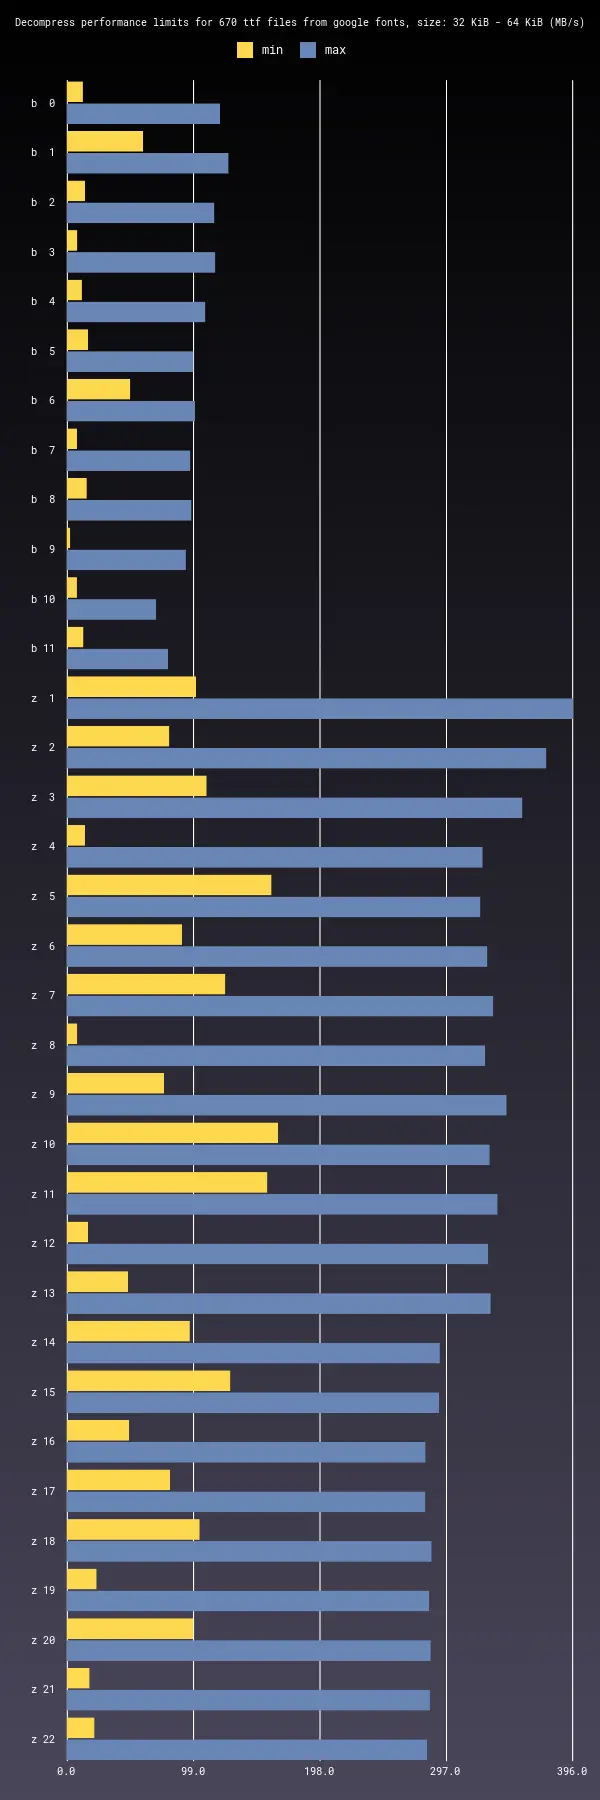 Decompress performance limits for 670 ttf files from google fonts, size: 32 KiB - 64 KiB (MB/s)
min max
b 0
b 1
b 2
b 3
b 4
b 5
b 6
b 7
b 8
b 9
b 10
b 11
z 1
z 2
z 3
z 4
z 5
z 6
z 7
z 8
z 9
z 10
z 11
z 12
z 13
z 14
z 15
z 16
z 17
z 18
z 19
z 20
z 21
z 22
0.0 99.0 198.0 297.0 396.0